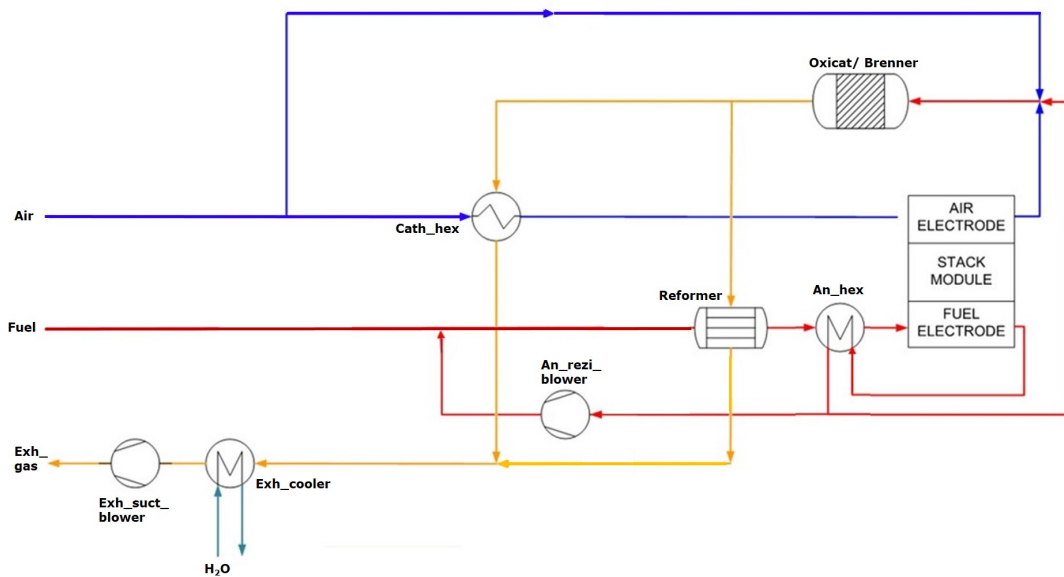 Oxicat/ Brenner
Air
Cath_hex
AIR
ELECTRODE
STACK
MODULE
FUEL
ELECTRODE
Reformer
An_hex
Fuel
An_rezi_
blower
Exh_
gas
Exh_cooler
Exh_suct_
blower
H₂O